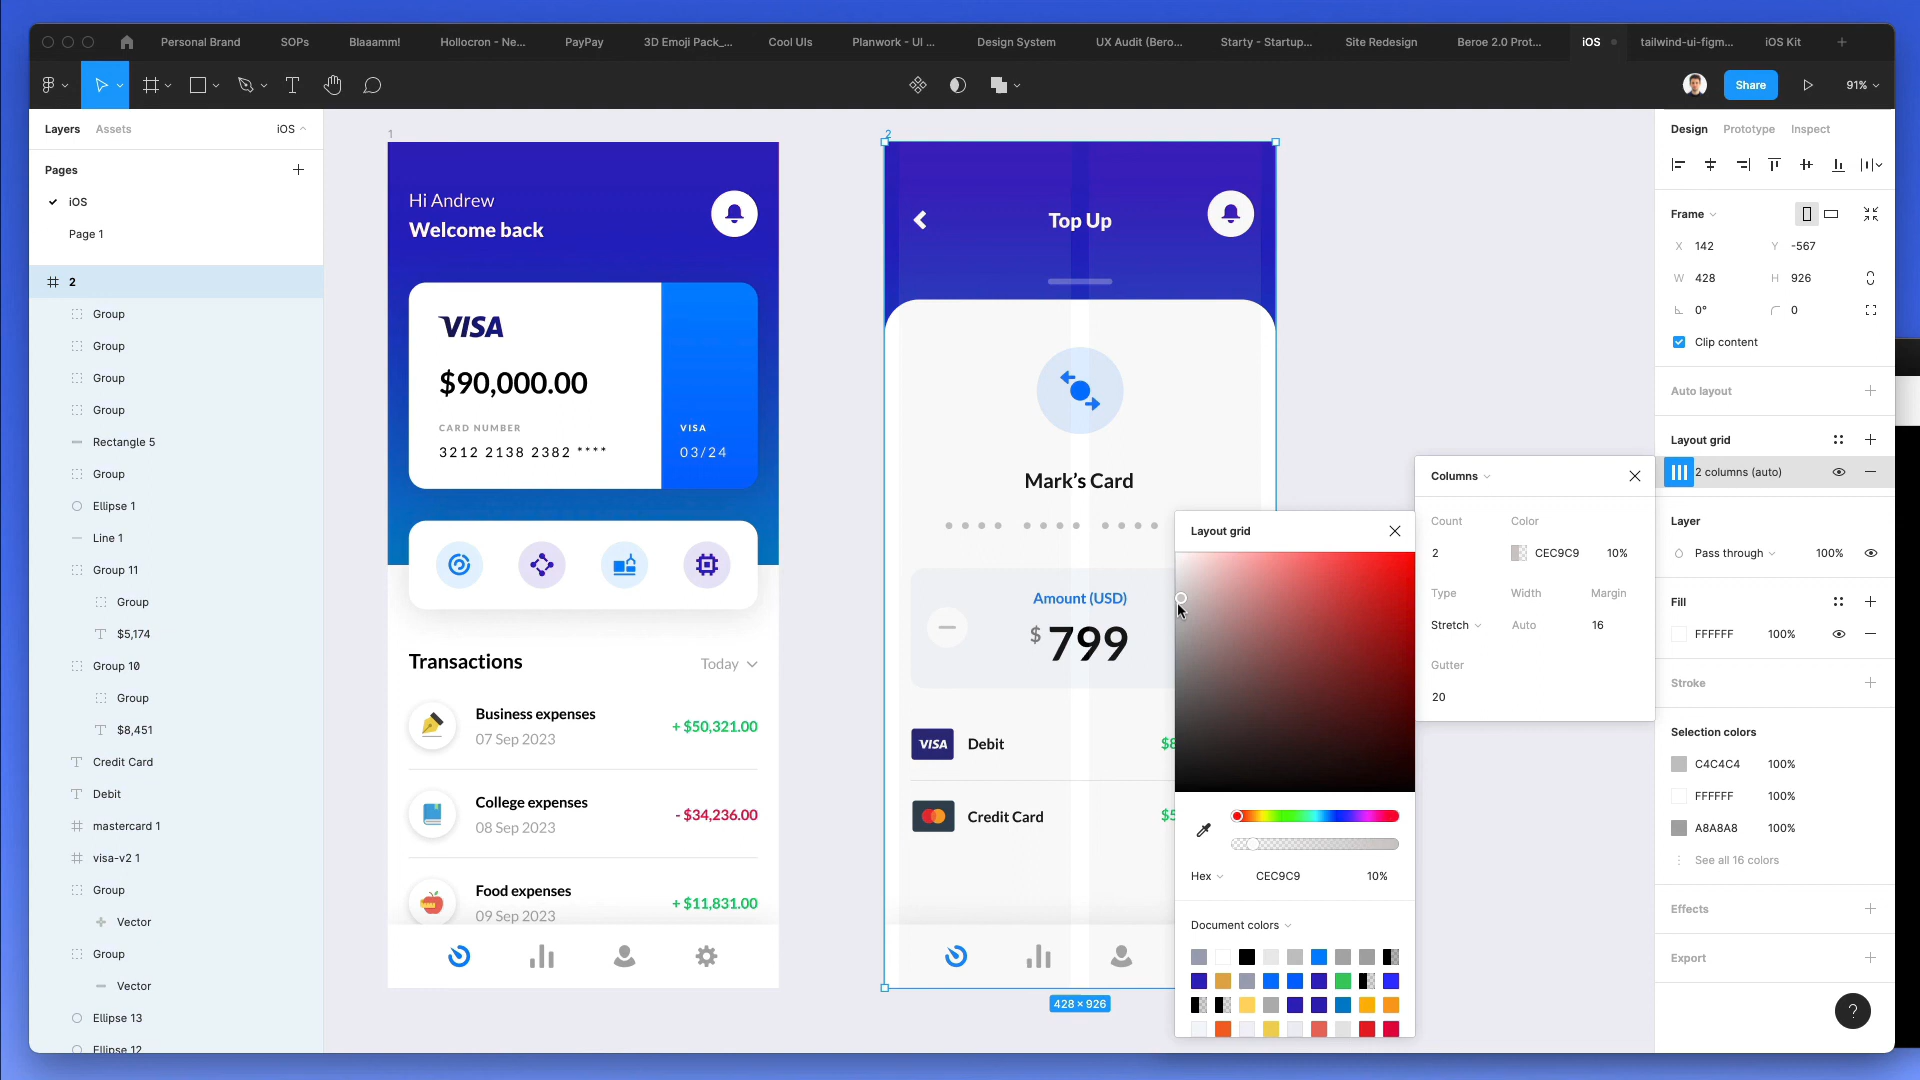 Personal Brand
SOPs
Blaaamm!
Hollocron - Ne...
PayPay
3D Emoji Pack_...
Cool UIs
Planwork - UI ...
Design System
UX Audit (Bero...
Starty - Startup...
Site Redesign
Beroe 2.0 Prot...
iOS
tailwind-ui-figm...
iOS Kit
Share
91%
Layers
Assets
iOS
Pages
iOS
Page 1
2
Group
Group
Group
Group
Rectangle 5
Group
Ellipse 1
Line 1
Group 11
Group
$5,174
Group 10
Group
$8,451
Credit Card
Debit
mastercard 1
visa-v2 1
Group
Vector
Group
Vector
Ellipse 13
Ellipse 12
1
Hi Andrew
Welcome back
VISA
$90,000.00
CARD NUMBER
3212 2138 2382 ****
VISA
03/24
Transactions
Today
Business expenses
07 Sep 2023
+ $50,321.00
College expenses
08 Sep 2023
- $34,236.00
Food expenses
09 Sep 2023
+ $11,831.00
2
Top Up
Mark's Card
Amount (USD)
$ 799
VISA
Debit
$8
Credit Card
$5
428 × 926
Layout grid
Hex
CEC9C9
10%
Document colors
Columns
Count
Color
2
CEC9C9
10%
Type
Width
Margin
Stretch
Auto
16
Gutter
20
Design
Prototype
Inspect
Frame
X 142
Y -567
W 428
H 926
0°
0
Clip content
Auto layout
Layout grid
2 columns (auto)
Layer
Pass through
100%
Fill
FFFFFF
100%
Stroke
Selection colors
C4C4C4
100%
FFFFFF
100%
A8A8A8
100%
See all 16 colors
Effects
Export
?